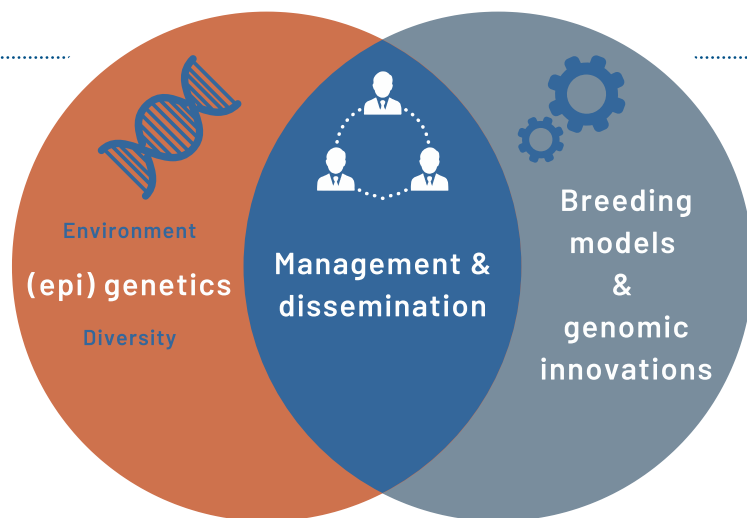 Environment
(epi) genetics
Diversity
Management &
dissemination
Breeding
models
&
genomic
innovations